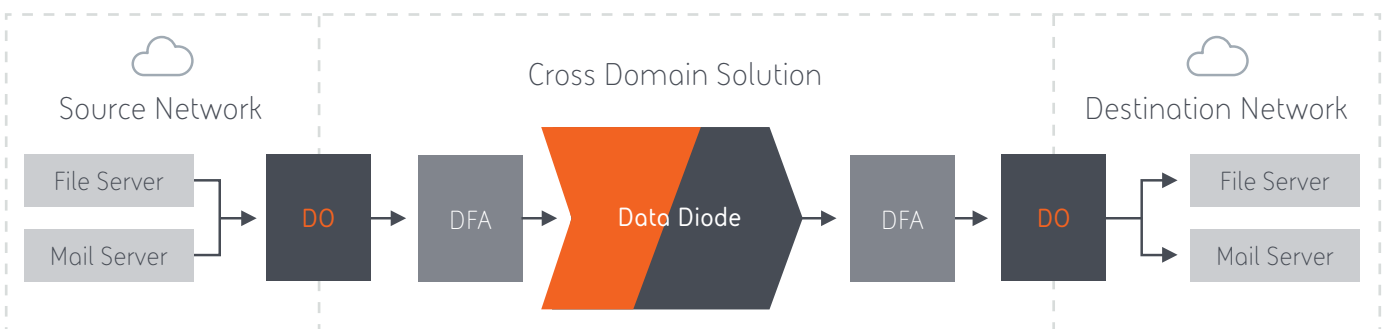 Source Network
File Server
Mail Server
DO
Cross Domain Solution
DFA
Data Diode
DFA
DO
Destination Network
File Server
Mail Server